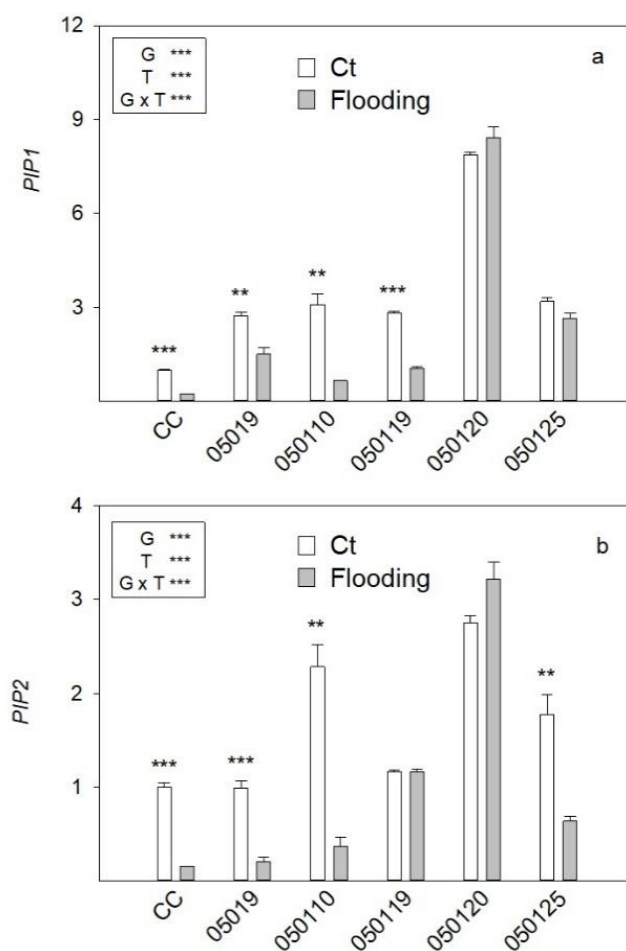 12
9
6
3
PIP1
G ***
T ***
G x T ***
Ct
Flooding
a
***
**
**
***
CC
05019
050110
050119
050120
050125
4
3
2
1
PIP2
G ***
T ***
G x T ***
Ct
Flooding
b
***
***
**
**
CC
05019
050110
050119
050120
050125